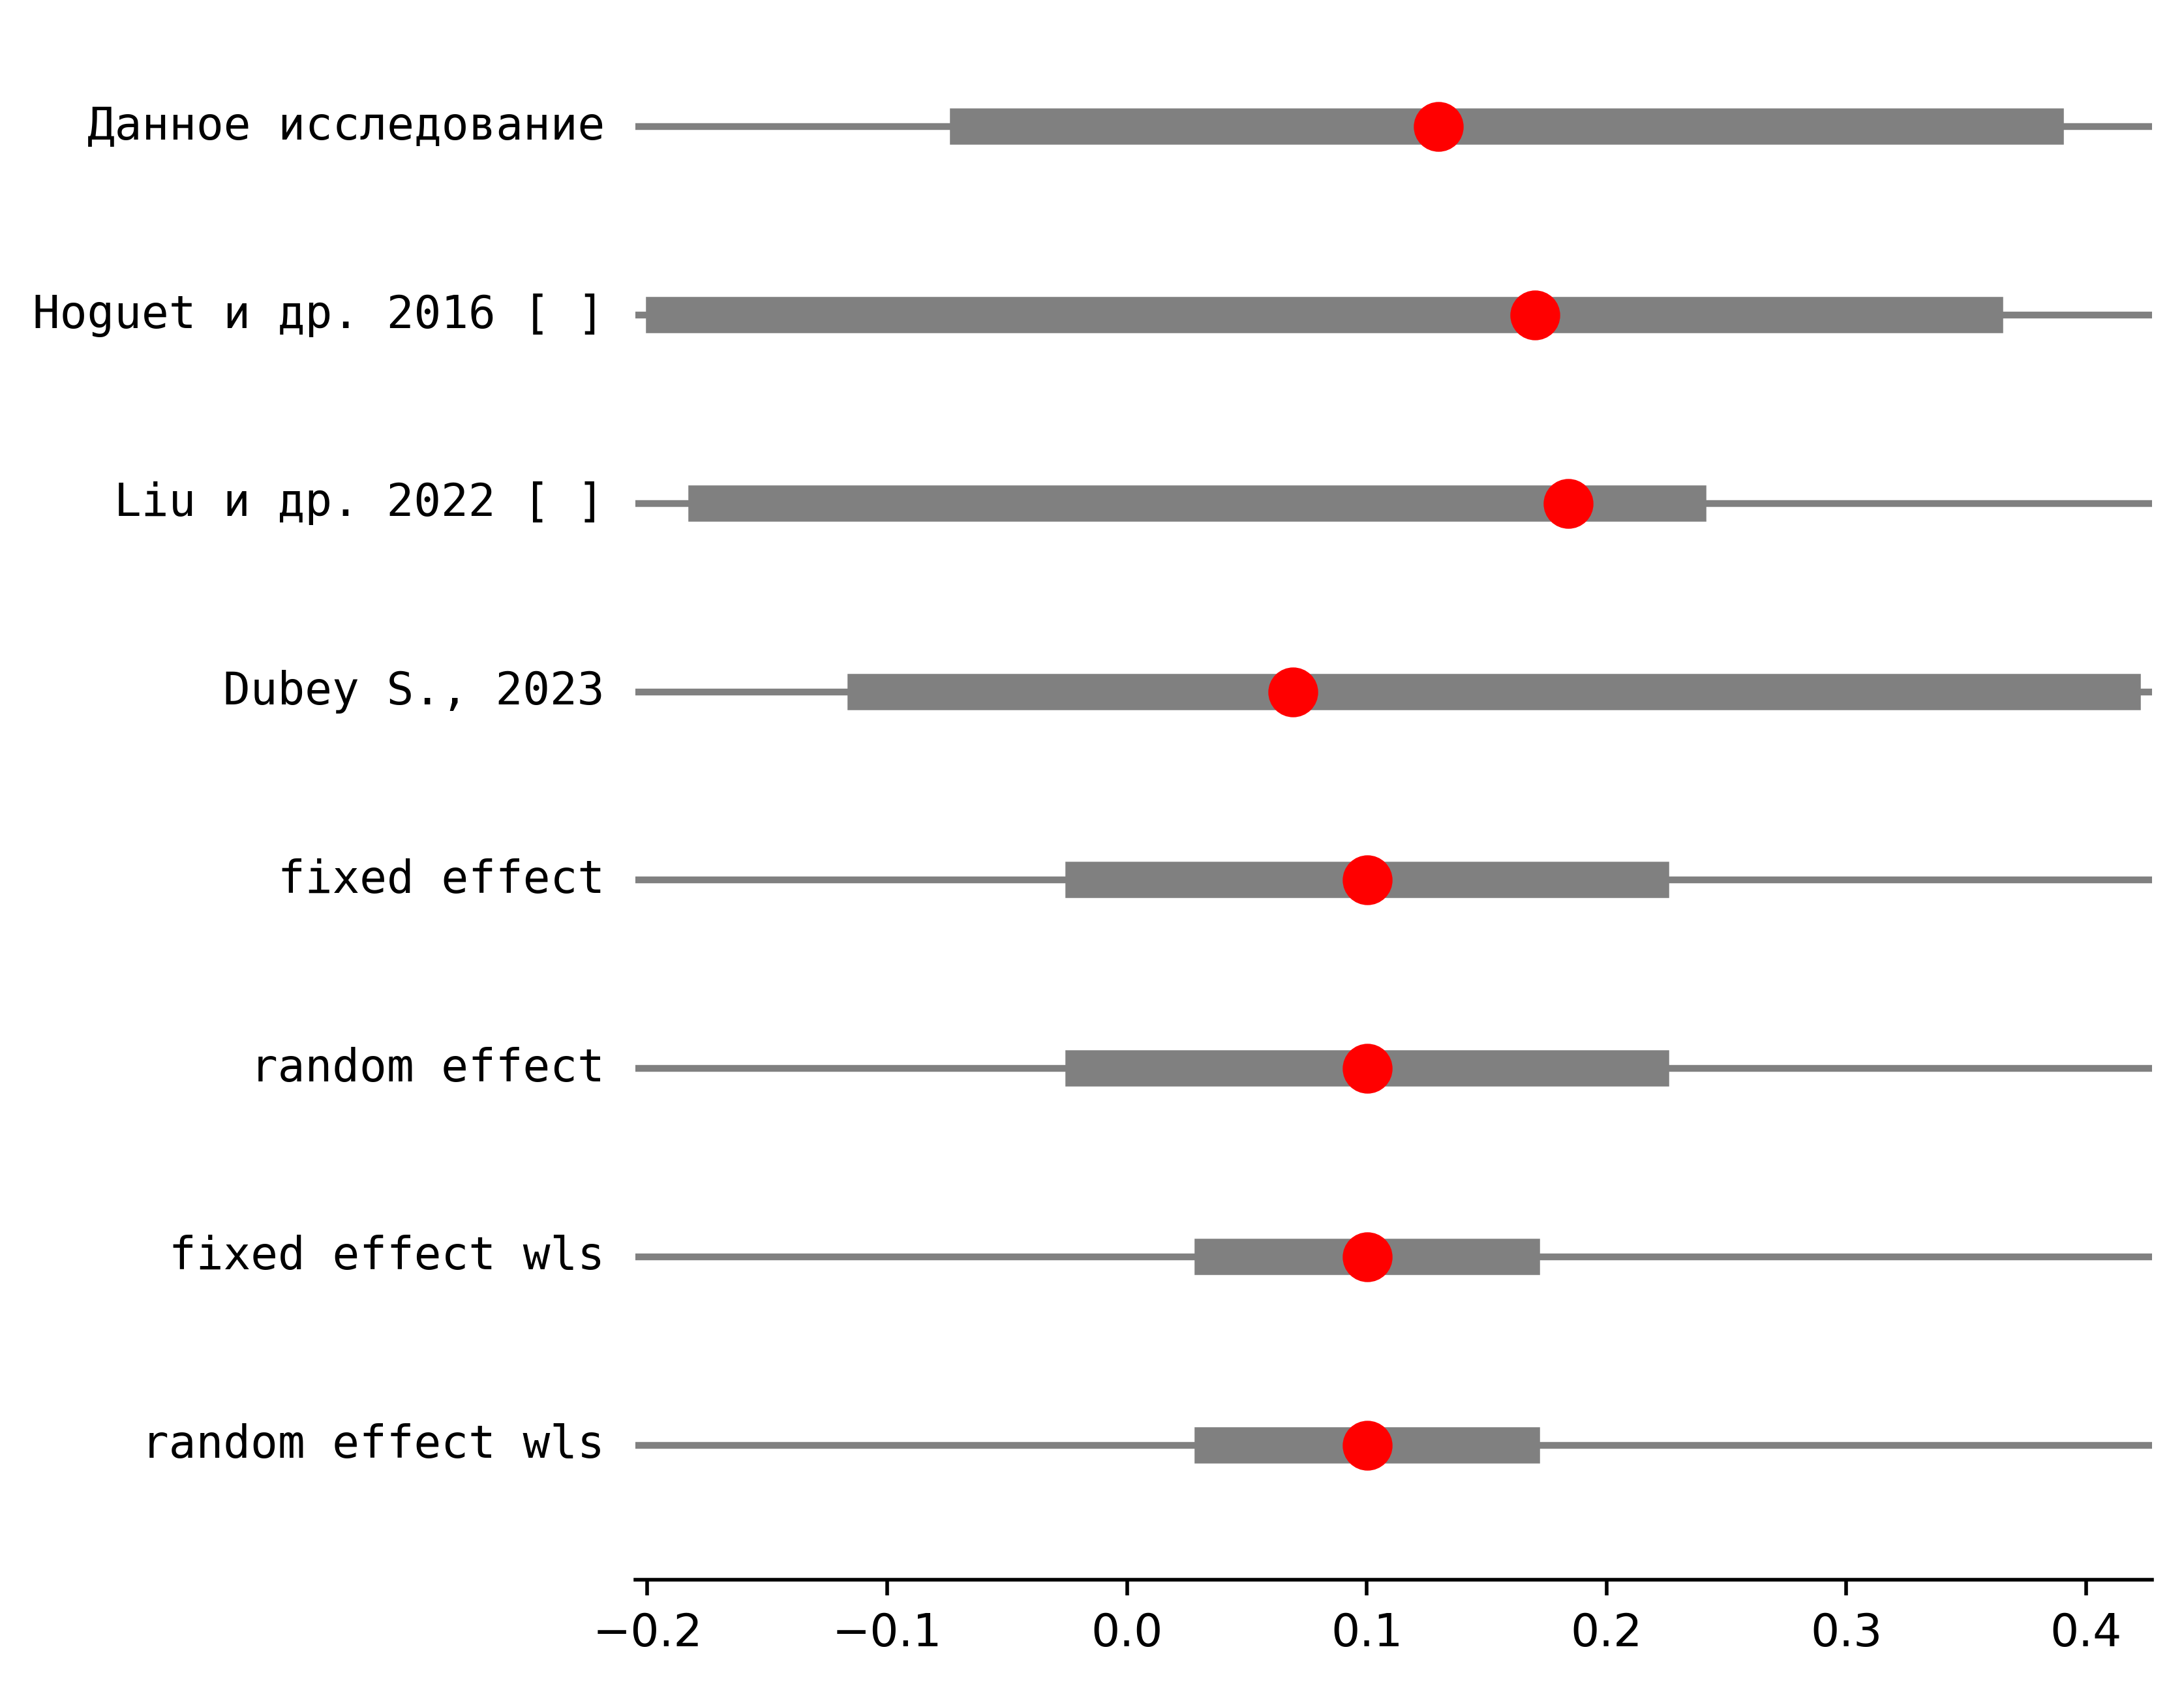 Данное исследование
Hoguet и др. 2016 [ ]
Liu и др. 2022 [ ]
Dubey S., 2023
fixed effect
random effect
fixed effect wls
random effect wls
−0.2 −0.1 0.0 0.1 0.2 0.3 0.4